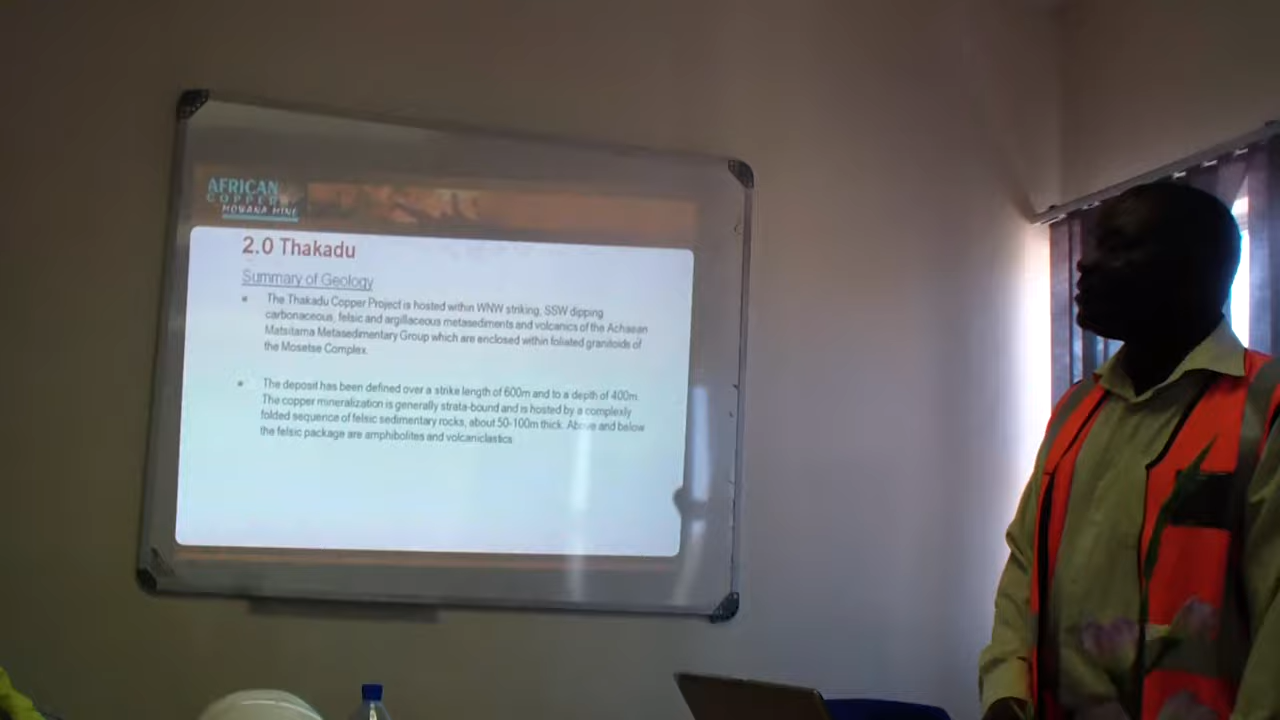 AFRICAN
COPPER
MOWANA MINE
2.0 Thakadu
Summary of Geology
The Thakadu Copper Project is hosted within WNW striking, SSW dipping
carbonaceous, felsic and argillaceous metasediments and volcanics of the Achaean
Matsitama Metasedimentary Group which are enclosed within foliated granitoids of
the Mosetse Complex.
The deposit has been defined over a strike length of 600m and to a depth of 400m.
The copper mineralization is generally strata-bound and is hosted by a complexly
folded sequence of felsic sedimentary rocks, about 50-100m thick. Above and below
the felsic package are amphibolites and volcaniclastics